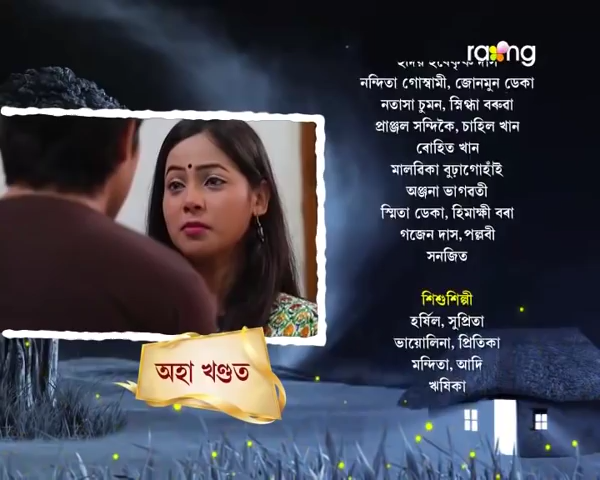 rang
নন্দিতা গোস্বামী, জোনমুন ডেকা
নতাসা চুমন, স্নিগ্ধা বৰুবা
প্ৰাঞ্জল সন্দিকৈ, চাহিল খান
ৰোহিত খান
মালৱিকা বুঢ়াগোহাঁই
অঞ্জনা ভাগৱতী
স্মিতা ডেকা, হিমাক্ষী বৰা
গজেন দাস,পল্লবী
সনজিত
শিশুশিল্পী
হৰ্ষিল, সুপ্ৰিতা
ভায়োলিনা, প্ৰিতিকা
মন্দিতা, আদি
ঋষিকা
অহা খণ্ডত